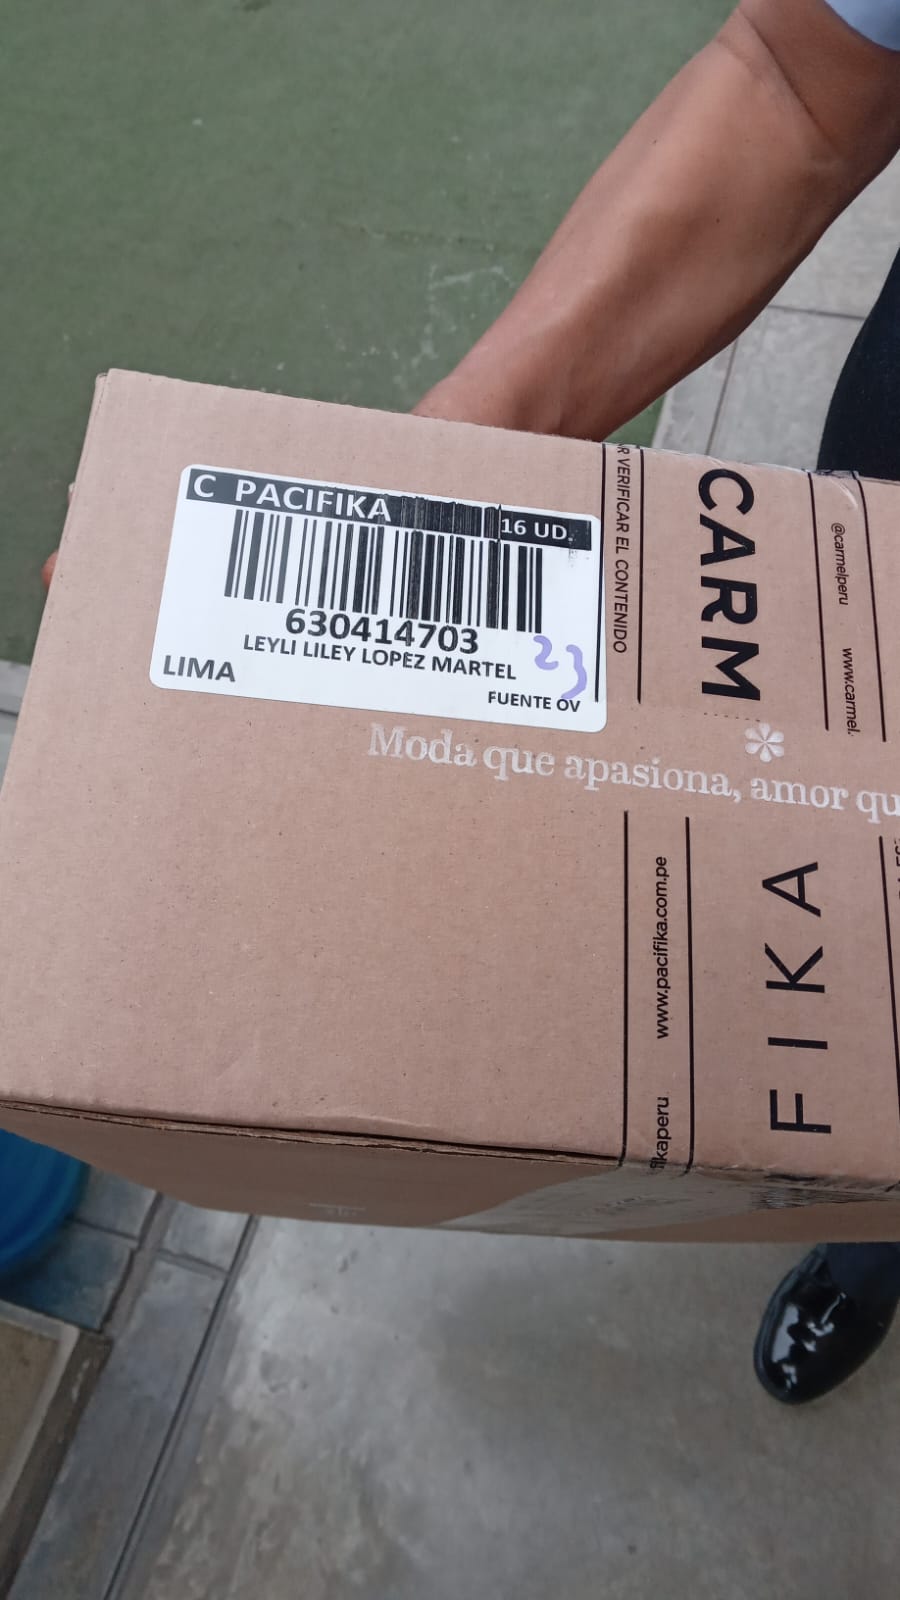 C PACIFIKA
16 UD.
630414703
LEYLI LILEY LOPEZ MARTEL
23
LIMA
FUENTE OV
R VERIFICAR EL CONTENIDO
CARM
@carmelperu
www.carmel.
Moda que apasiona, amor qu
www.pacifika.com.pe
fikaperu
FIKA